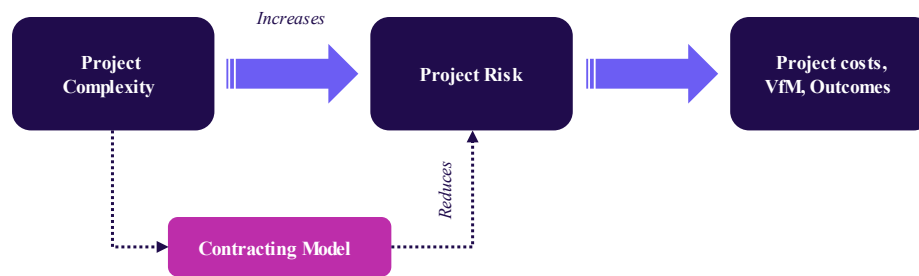 Increases
Project
Complexity
Project Risk
Project costs,
VfM, Outcomes
Reduces
Contracting Model